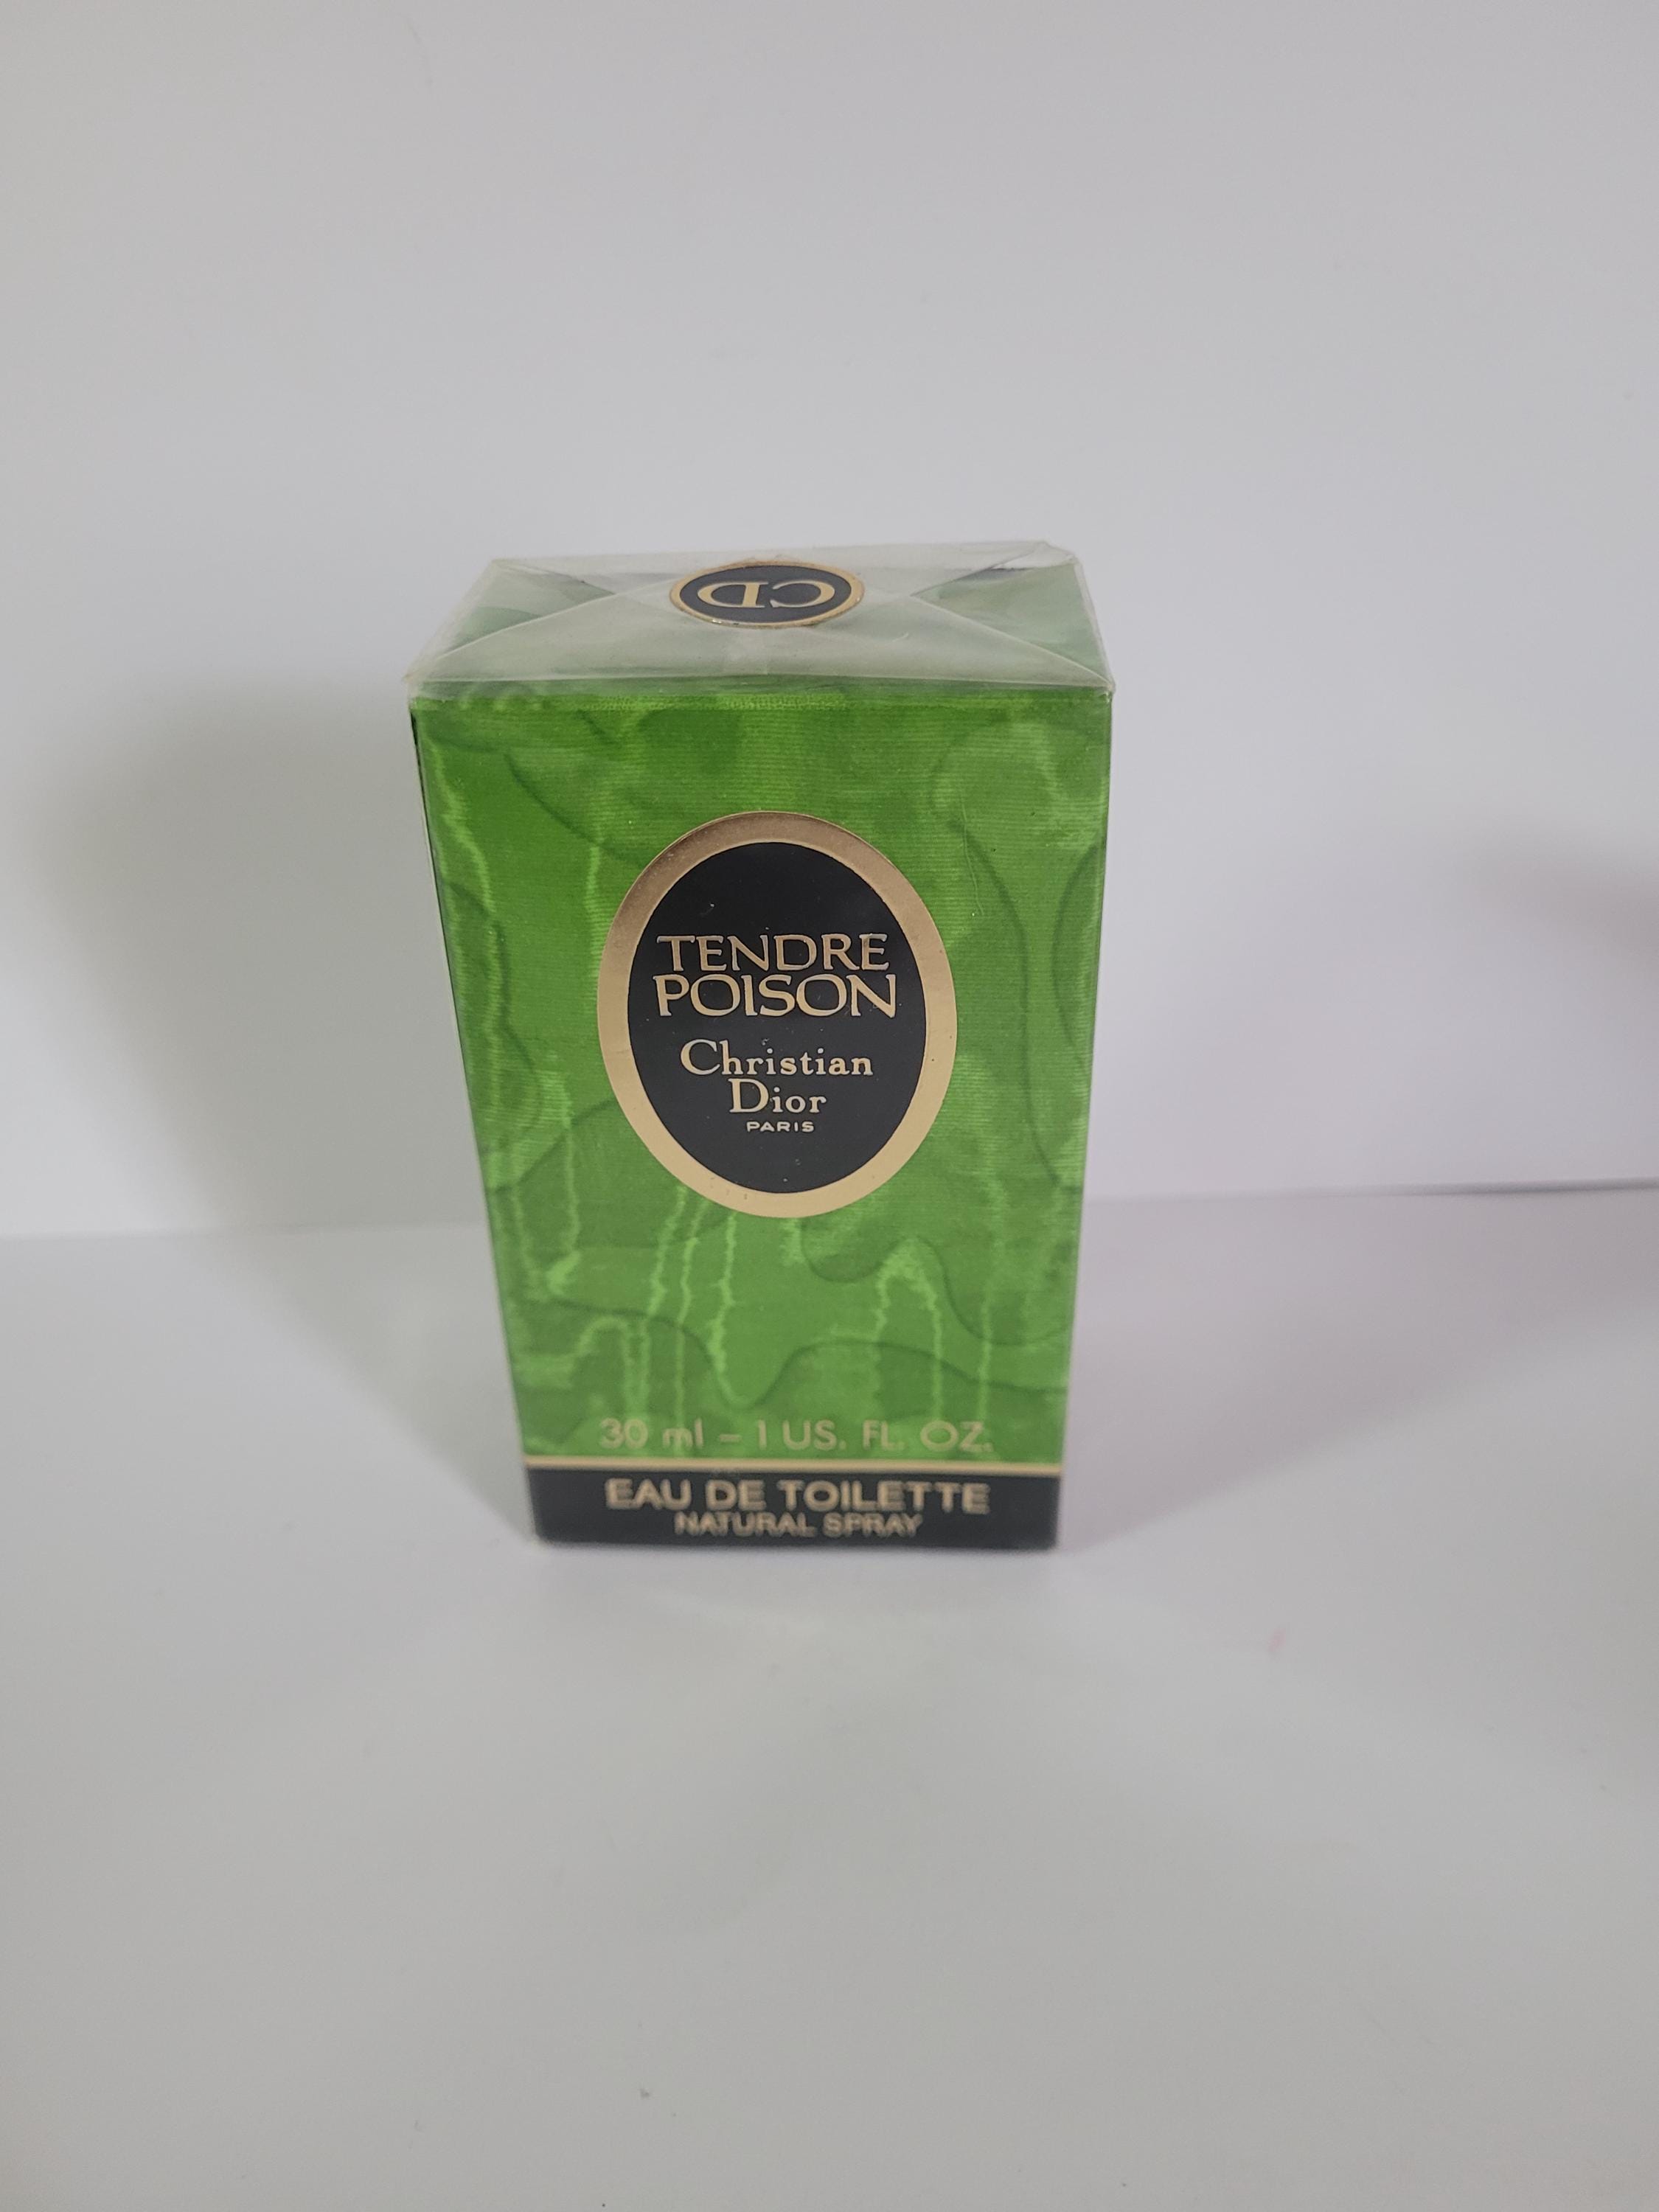 CD
TENDRE
POISON
Christian
Dior
PARIS
30 ml – 1 US. FL. OZ.
EAU DE TOILETTE
NATURAL SPRAY